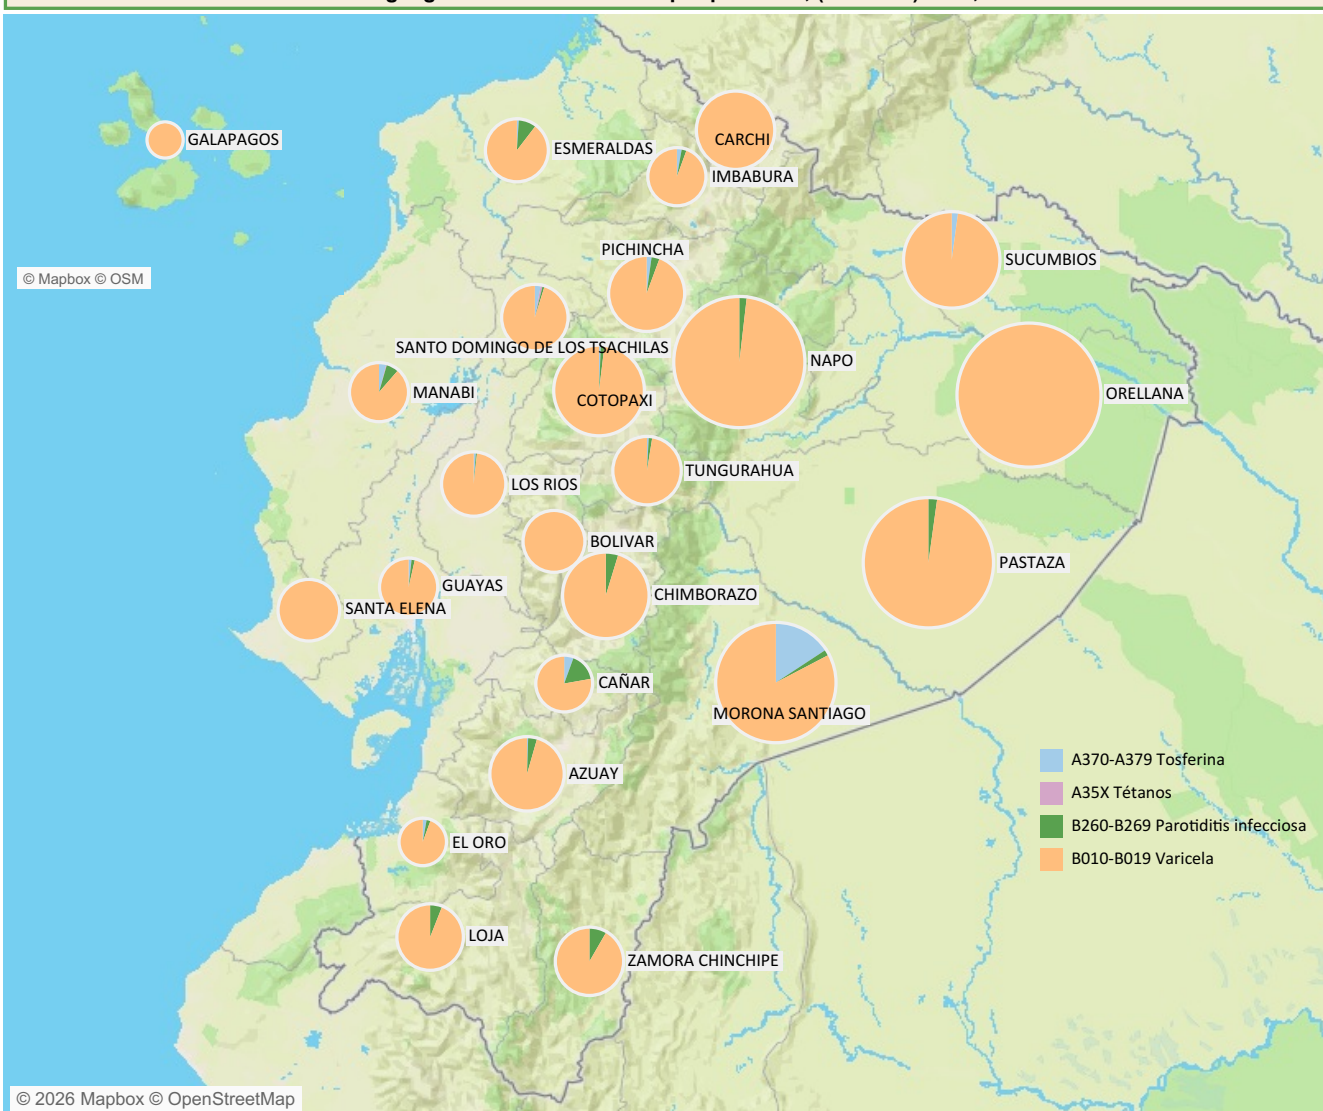 GALAPAGOS
ESMERALDAS
CARCHI
IMBABURA
PICHINCHA
SUCUMBIOS
© Mapbox © OSM
SANTO DOMINGO DE LOS TSACHILAS
NAPO
MANABI
COTOPAXI
ORELLANA
TUNGURAHUA
LOS RIOS
BOLIVAR
PASTAZA
GUAYAS
CHIMBORAZO
SANTA ELENA
CAÑAR
MORONA SANTIAGO
A370-A379 Tosferina
AZUAY
A35X Tétanos
B260-B269 Parotiditis infecciosa
EL ORO
B010-B019 Varicela
LOJA
ZAMORA CHINCHIPE
© 2026 Mapbox © OpenStreetMap